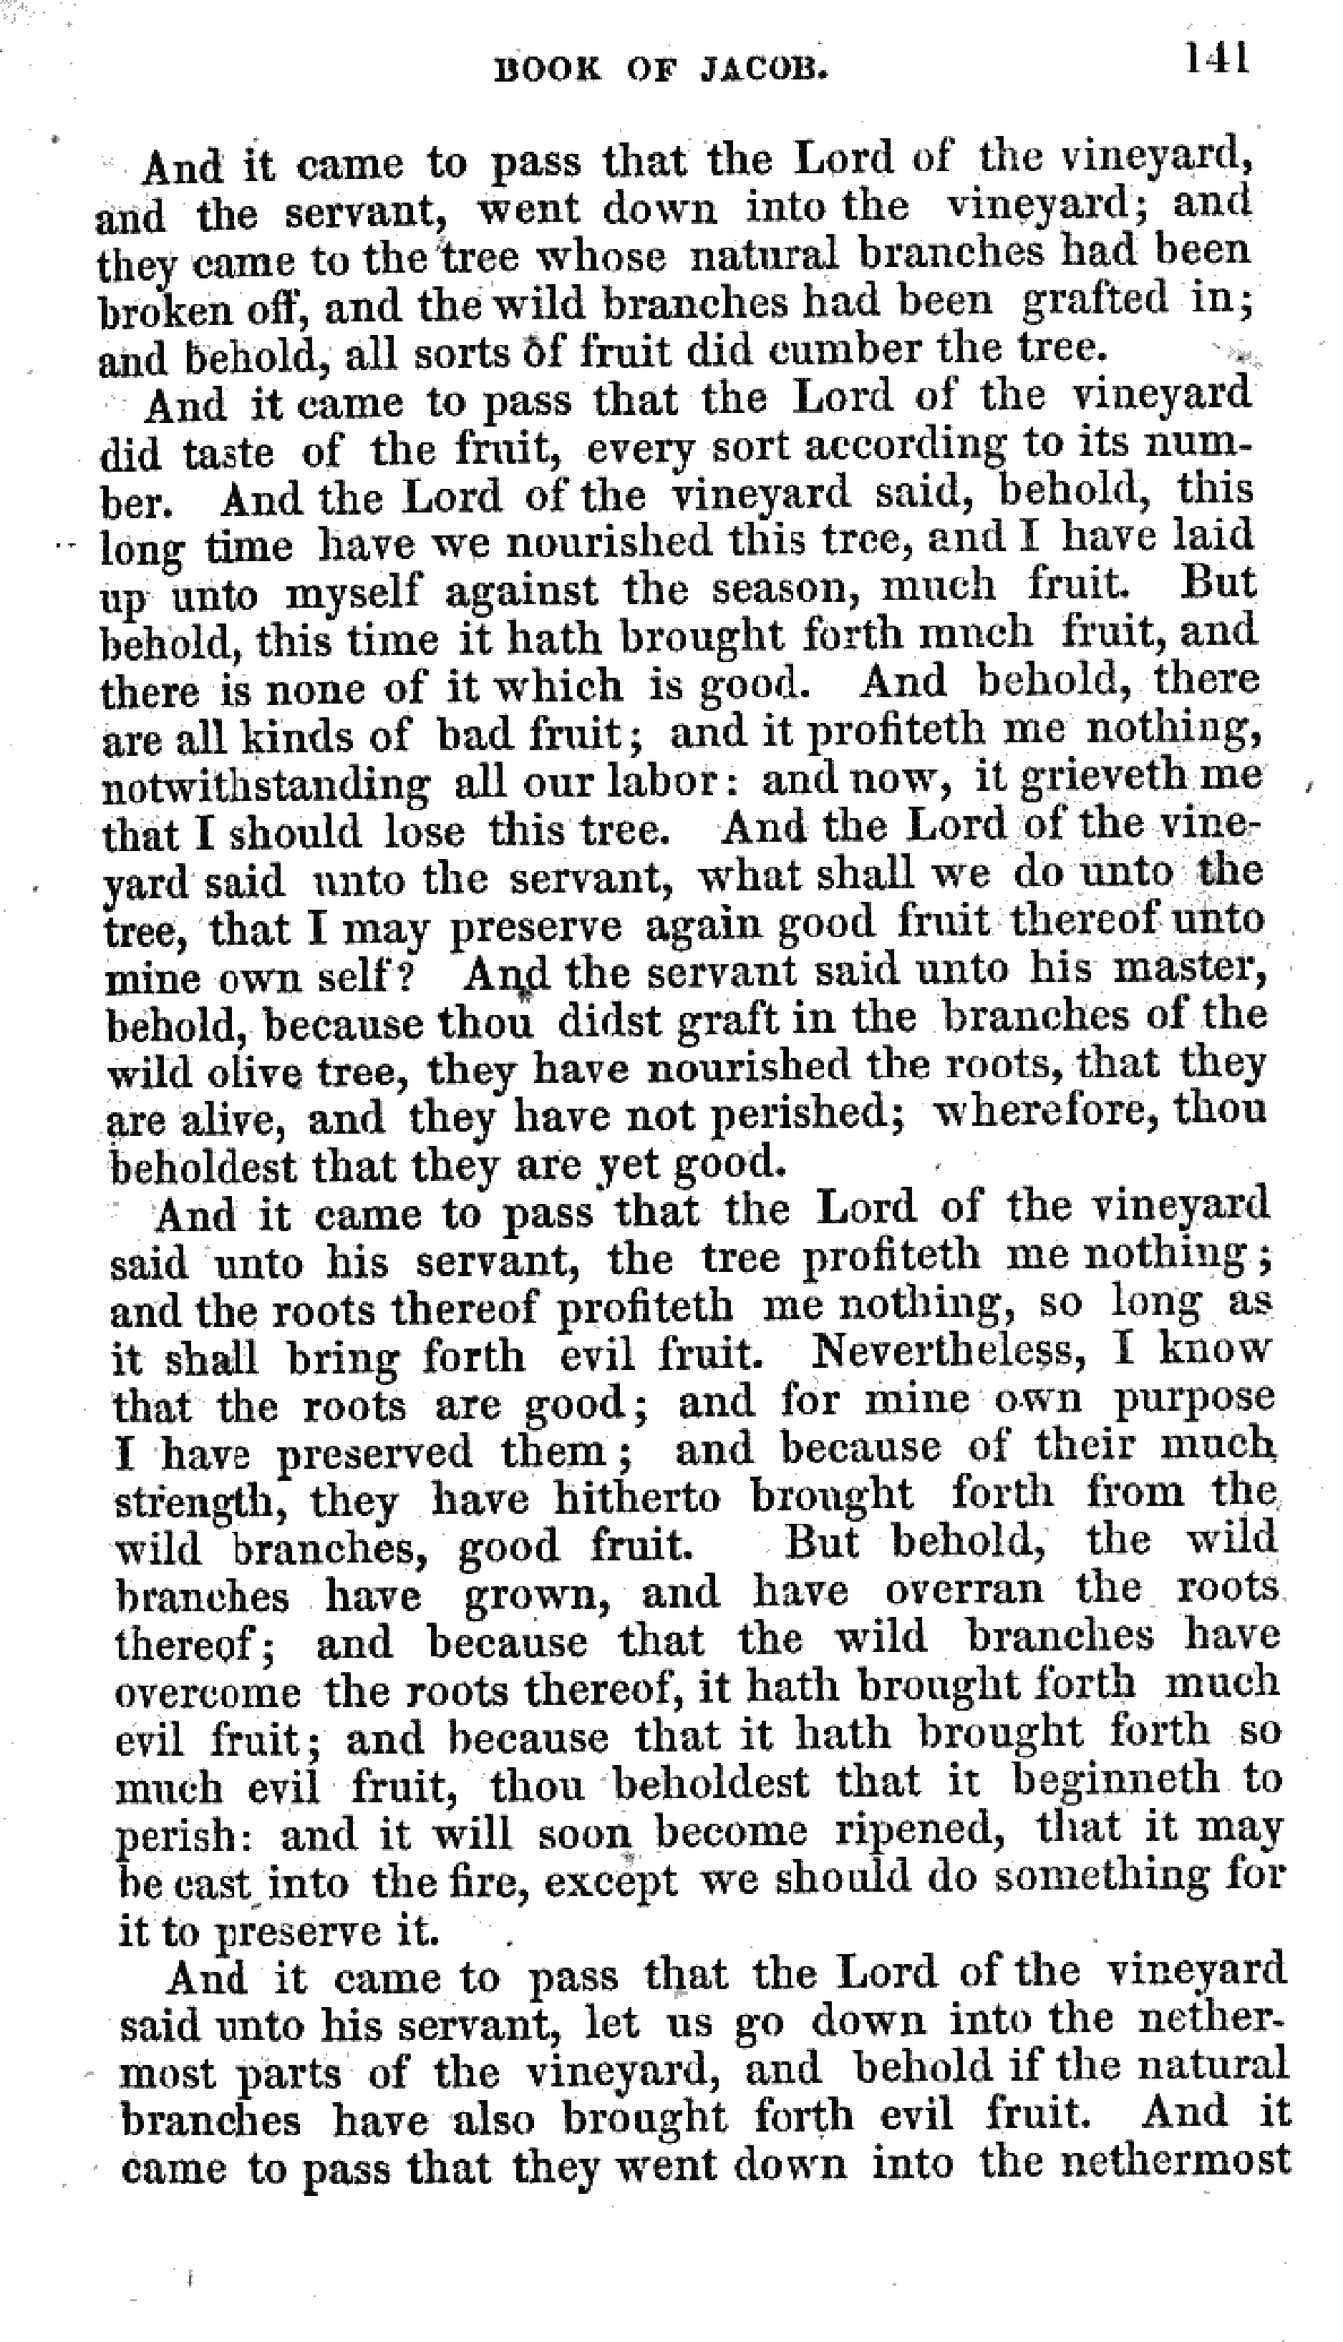 BOOK OF JACOB. 141
And it came to pass that the Lord of the vineyard,
and the servant, went down into the vineyard; and
they came to the tree whose natural branches had been
broken off, and the wild branches had been grafted in;
and behold, all sorts of fruit did cumber the tree.
And it came to pass that the Lord of the vineyard
did taste of the fruit, every sort according to its num-
ber. And the Lord of the vineyard said, behold, this
long time have we nourished this tree, and I have laid
up unto myself against the season, much fruit. But
behold, this time it hath brought forth much fruit, and
there is none of it which is good. And behold, there
are all kinds of bad fruit; and it profiteth me nothing,
notwithstanding all our labor: and now, it grieveth me
that I should lose this tree. And the Lord of the vine-
yard said unto the servant, what shall we do unto the
tree, that I may preserve again good fruit thereof unto
mine own self? And the servant said unto his master,
behold, because thou didst graft in the branches of the
wild olive tree, they have nourished the roots, that they
are alive, and they have not perished; wherefore, thou
beholdest that they are yet good.
And it came to pass that the Lord of the vineyard
said unto his servant, the tree profiteth me nothing;
and the roots thereof profiteth me nothing, so long as
it shall bring forth evil fruit. Nevertheless, I know
that the roots are good; and for mine own purpose
I have preserved them; and because of their much
strength, they have hitherto brought forth from the
wild branches, good fruit. But behold, the wild
branches have grown, and have overran the roots
thereof; and because that the wild branches have
overcome the roots thereof, it hath brought forth much
evil fruit; and because that it hath brought forth so
much evil fruit, thou beholdest that it beginneth to
perish: and it will soon become ripened, that it may
be cast into the fire, except we should do something for
it to preserve it.
And it came to pass that the Lord of the vineyard
said unto his servant, let us go down into the nether-
most parts of the vineyard, and behold if the natural
branches have also brought forth evil fruit. And it
came to pass that they went down into the nethermost